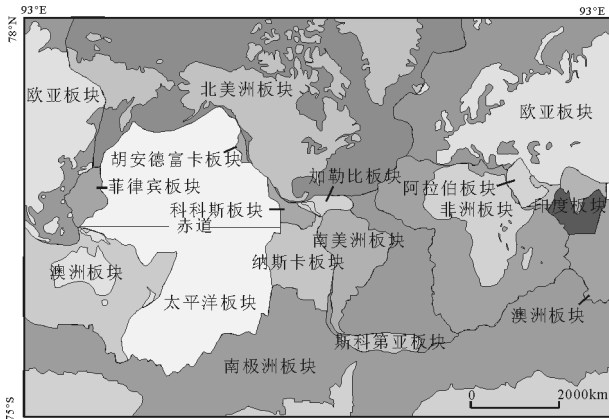 93°E
93°E
78°N
欧亚板块
北美洲板块
欧亚板块
胡安德富卡板块
菲律宾板块
加勒比板块
阿拉伯板块
科科斯板块
非洲板块
印度板块
赤道
南美洲板块
澳洲板块
纳斯卡板块
太平洋板块
澳洲板块
斯科第亚板块
南极洲板块
0
2000km
75°S